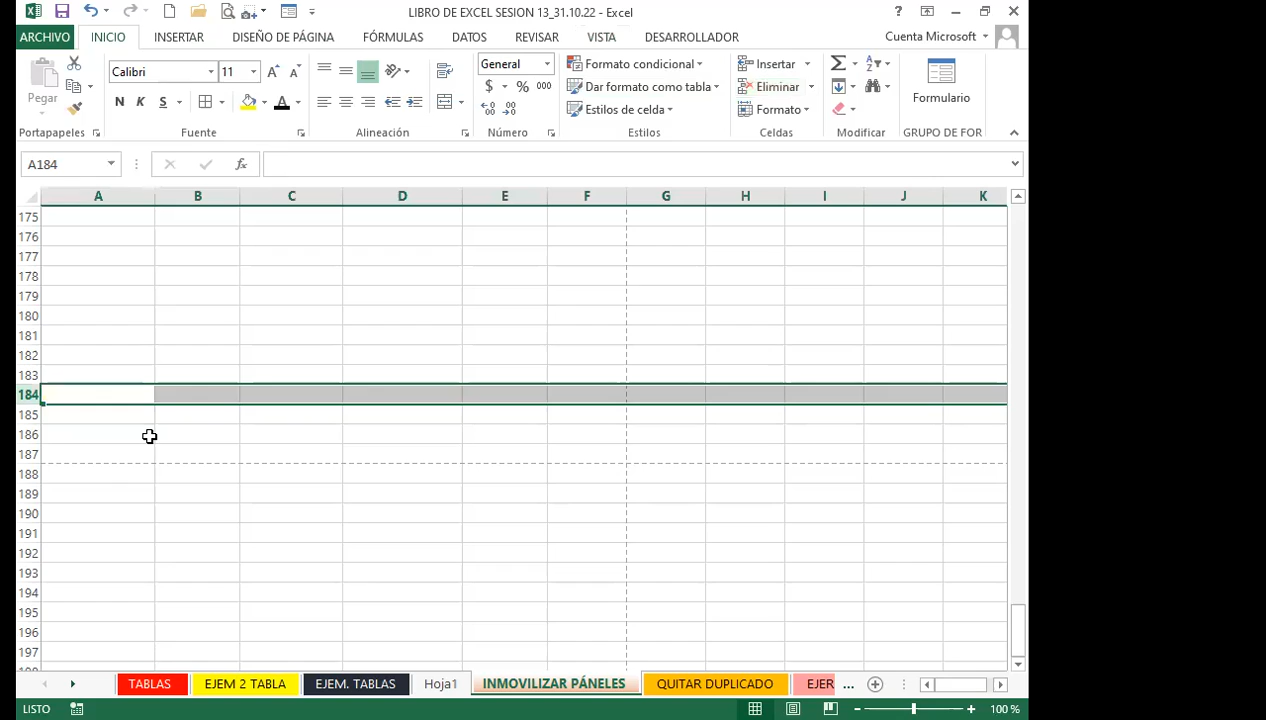 LIBRO DE EXCEL SESION 13_31.10.22 - Excel
ARCHIVO INICIO INSERTAR DISEÑO DE PÁGINA FÓRMULAS DATOS REVISAR VISTA DESARROLLADOR Cuenta Microsoft
Pegar Calibri 11 General Formato condicional Insertar
Dar formato como tabla Eliminar
N K S $ % 000 Estilos de celda Formato Formulario
Portapapeles Fuente Alineación Número Estilos Celdas Modificar GRUPO DE FOR
A184 fx
A B C D E F G H I J K
175
176
177
178
179
180
181
182
183
184
185
186
187
188
189
190
191
192
193
194
195
196
197
TABLAS EJEM 2 TABLA EJEM. TABLAS Hoja1 INMOVILIZAR PÁNELES QUITAR DUPLICADO EJER ...
LISTO 100 %